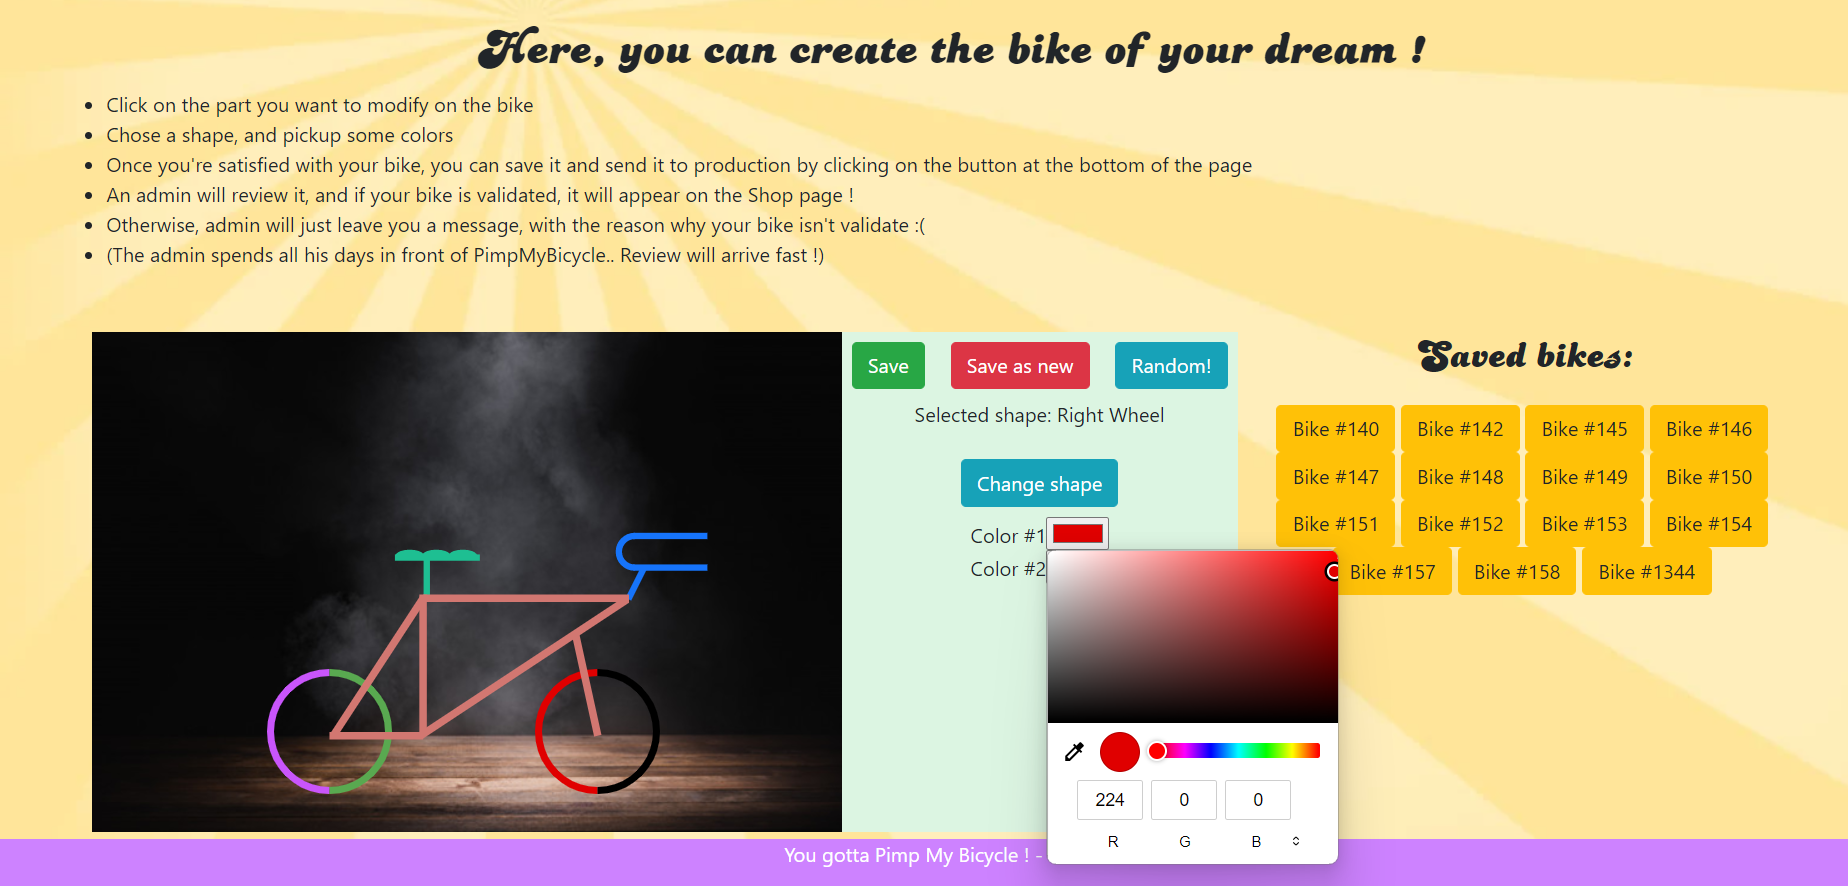 Here, you can create the bike of your dream !
Click on the part you want to modify on the bike
Chose a shape, and pickup some colors
Once you're satisfied with your bike, you can save it and send it to production by clicking on the button at the bottom of the page
An admin will review it, and if your bike is validated, it will appear on the Shop page !
Otherwise, admin will just leave you a message, with the reason why your bike isn't validate :(
(The admin spends all his days in front of PimpMyBicycle.. Review will arrive fast !)
Save
Save as new
Random!
Selected shape: Right Wheel
Change shape
Color #1
Color #2
224
0
0
R
G
B
Saved bikes:
Bike #140
Bike #142
Bike #145
Bike #146
Bike #147
Bike #148
Bike #149
Bike #150
Bike #151
Bike #152
Bike #153
Bike #154
Bike #157
Bike #158
Bike #1344
You gotta Pimp My Bicycle ! -